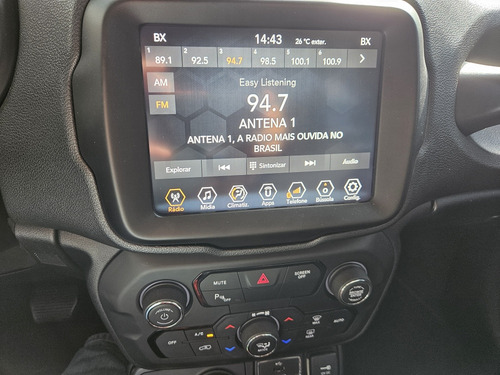 BX 14:43 26 °C exter. BX
1 2 3 4 5 6
89.1 92.5 94.7 98.5 100.1 100.9
AM
FM
Easy Listening
94.7
ANTENA 1
ANTENA 1, A RADIO MAIS OUVIDA NO
BRASIL
Explorar Sintonizar Áudio
Rádio Mídia Climatiz. Apps Telefone Bússola Config.
MUTE SCREEN OFF
OFF
OFF A/C MAX AUTO